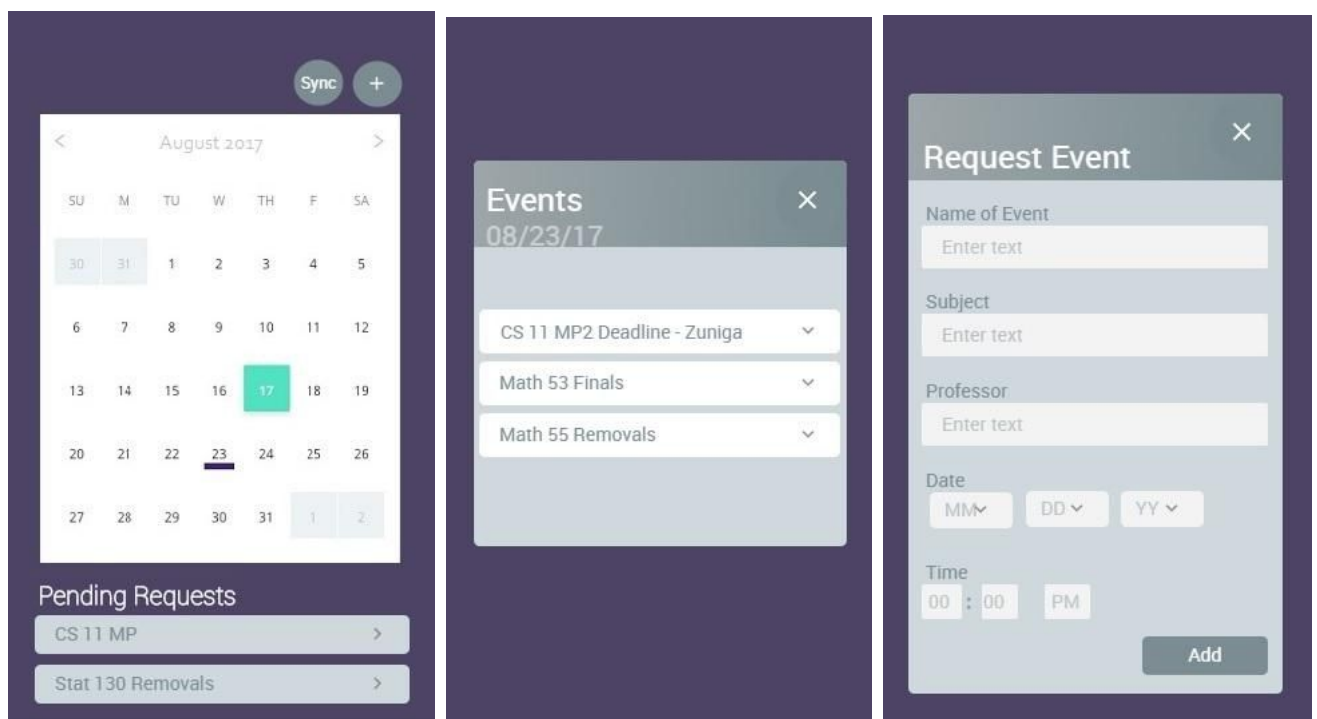 Sync +
< August 2017 >
SU M TU W TH F SA
30 31 1 2 3 4 5
6 7 8 9 10 11 12
13 14 15 16 17 18 19
20 21 22 23 24 25 26
27 28 29 30 31 1 2
Pending Requests
CS 11 MP
Stat 130 Removals
Events
08/23/17
CS 11 MP2 Deadline - Zuniga
Math 53 Finals
Math 55 Removals
Request Event
Name of Event
Enter text
Subject
Enter text
Professor
Enter text
Date
MM DD YY
Time
00 : 00 PM
Add